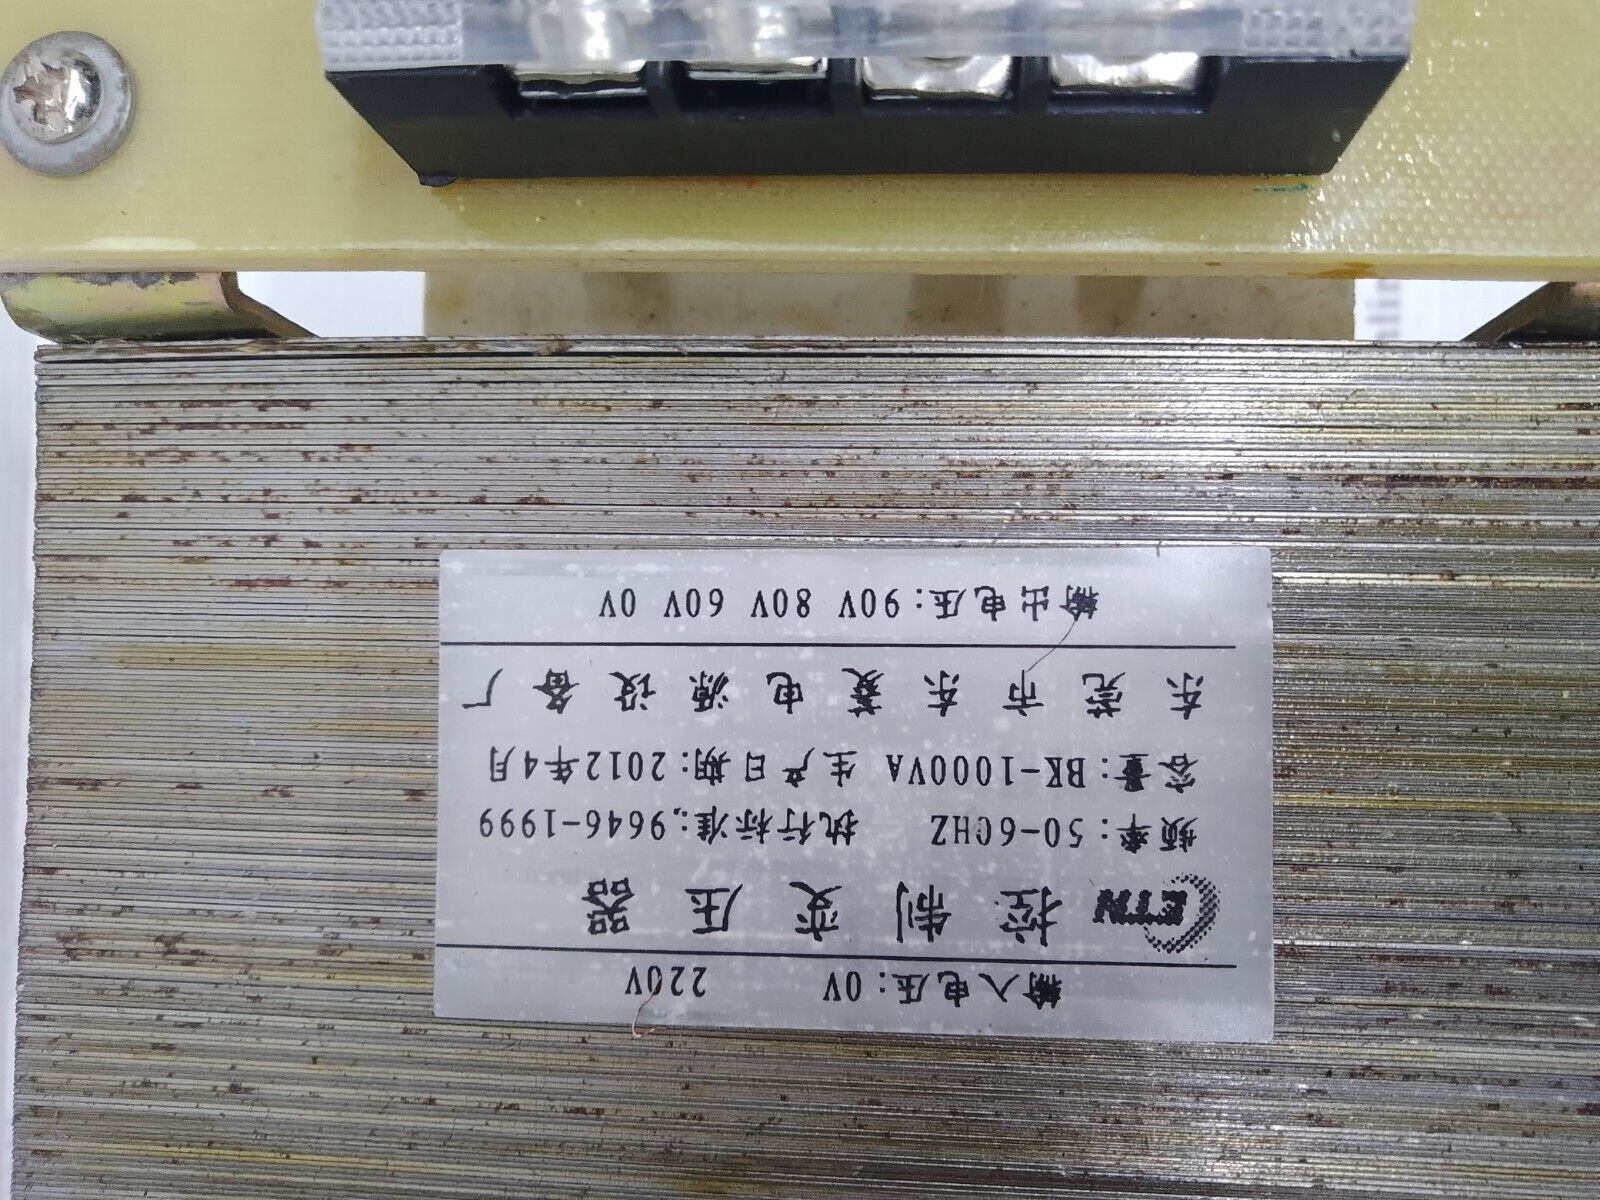 输入电压:0V 220V
ETN 控制变压器
频率:50-60HZ 执行标准:9646-1999
容量:BK-1000VA 生产日期:2012年4月
东莞市东菱电源设备厂
输出电压:90V 80V 60V 0V